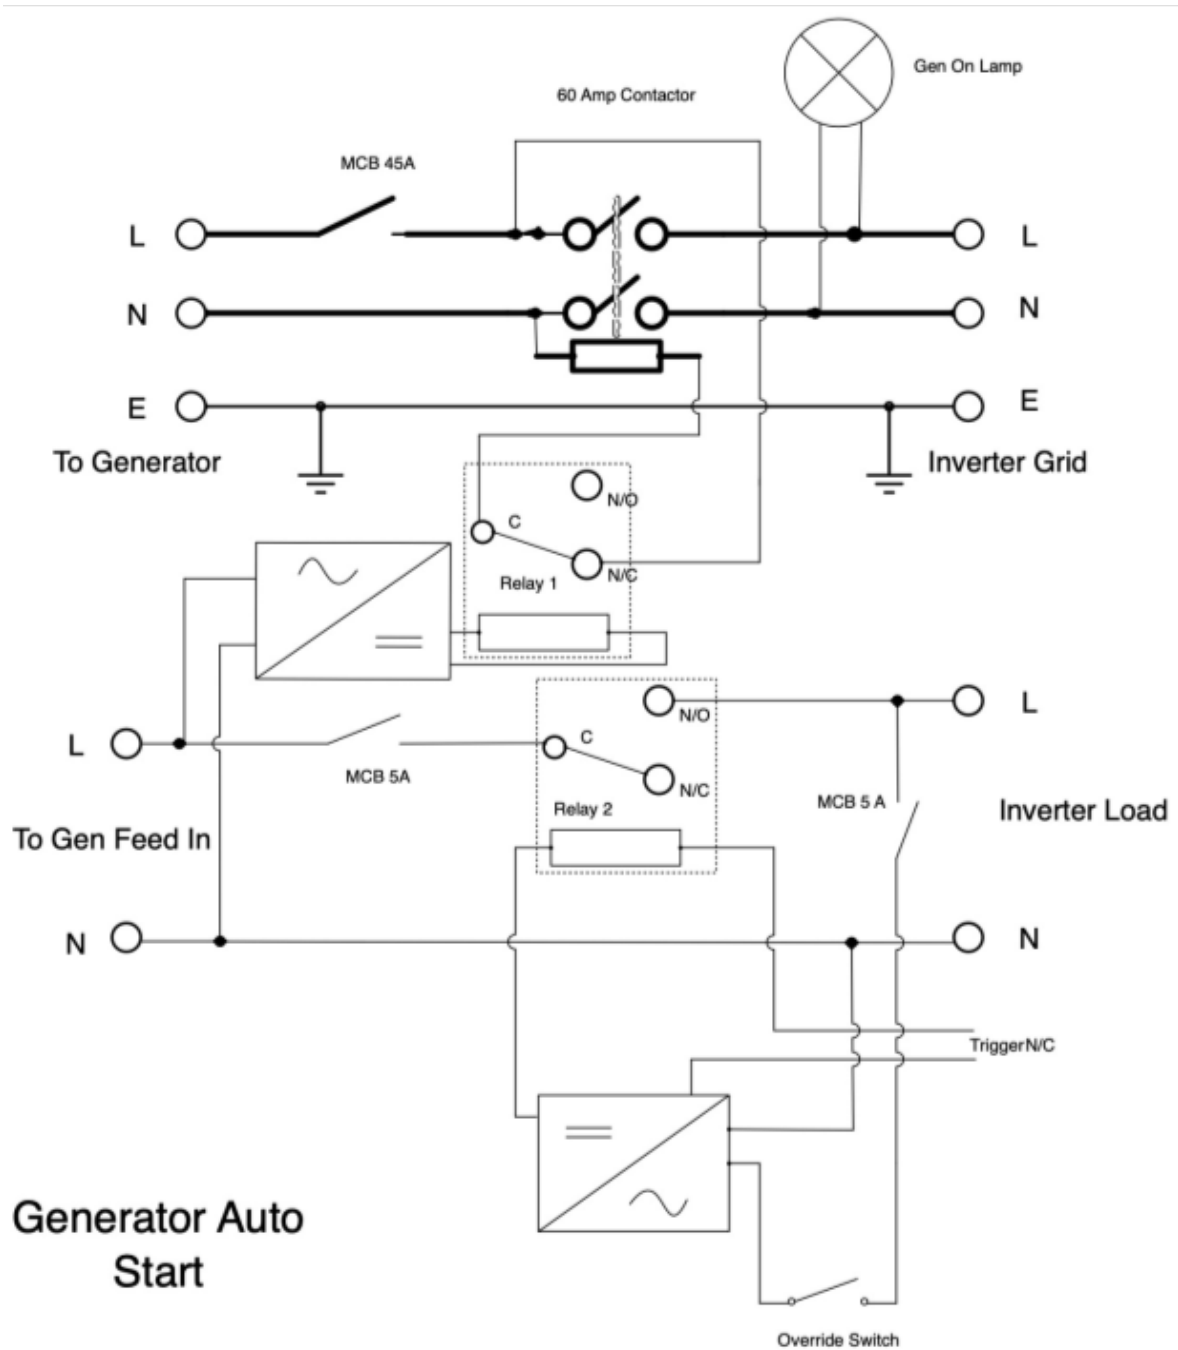 Gen On Lamp
60 Amp Contactor
MCB 45A
L
L
N
N
E
E
To Generator
Inverter Grid
N/O
C
N/C
Relay 1
L
N/O
L
C
MCB 5A
N/C
Relay 2
MCB 5 A
Inverter Load
To Gen Feed In
N
N
TriggerN/C
Generator Auto
Start
Override Switch